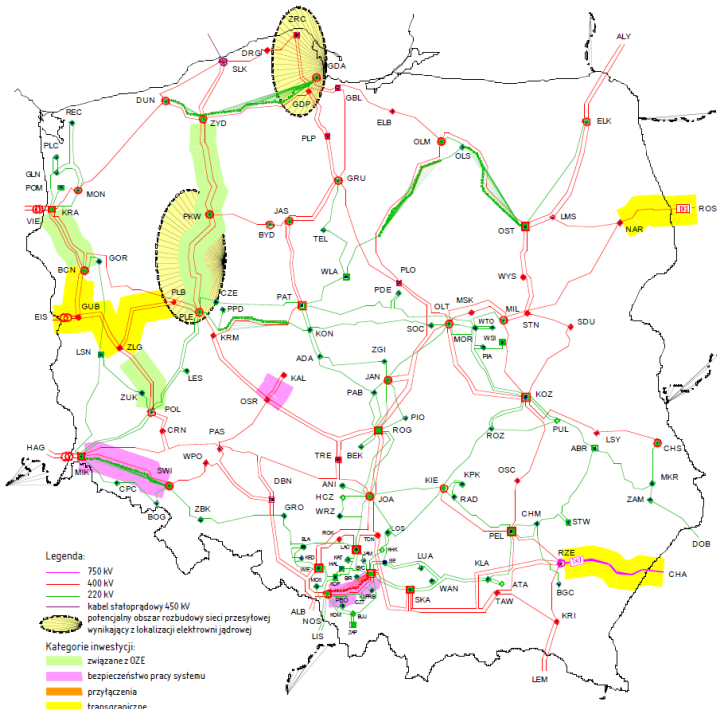 ZRC
DRG
ALY
SLK
GDA
DUN
GDP
GBL
REC
ZYD
ELB
ELK
PLP
OLM
OLS
PLC
GLN
POM
MON
GRU
VIE
KRA
PKW
JAS
BYD
LMS
ROS
NAR
OST
TEL
BCN
GOR
WLA
PLO
WYS
PLB
CZE
PDE
GUB
EIS
PLE
PPD
PAT
OLT
MSK
MIL
STN
SDU
SOC
MOR
WTO
WSI
PIA
KRM
KON
ZLG
LSN
ADA
ZGI
LES
KAL
JAN
ZUK
PAB
OSR
KOZ
POL
PIO
CRN
ROG
ROZ
PUL
PAS
BEK
ABR
LSY
CHS
HAG
MIK
WPO
TRE
SWI
DBN
ANI
KIE
KPK
OSC
MKR
CPC
HCZ
JOA
RAD
ZAM
BOG
ZBK
GRO
WRZ
PEL
CHM
STW
DOB
ROK
TCN
LOS
LUA
KLA
RZE
CHA
WAN
ATA
BGC
SKA
TAW
ALB
NOS
LIS
KRI
LEM
Legenda:
750 kV
400 kV
220 kV
kabel stałoprądowy 450 kV
potencjalny obszar rozbudowy sieci przesyłowej
wynikający z lokalizacji elektrowni jądrowej
Kategorie inwestycji:
związane z OZE
bezpieczeństwo pracy systemu
przyłączenia
transgraniczne